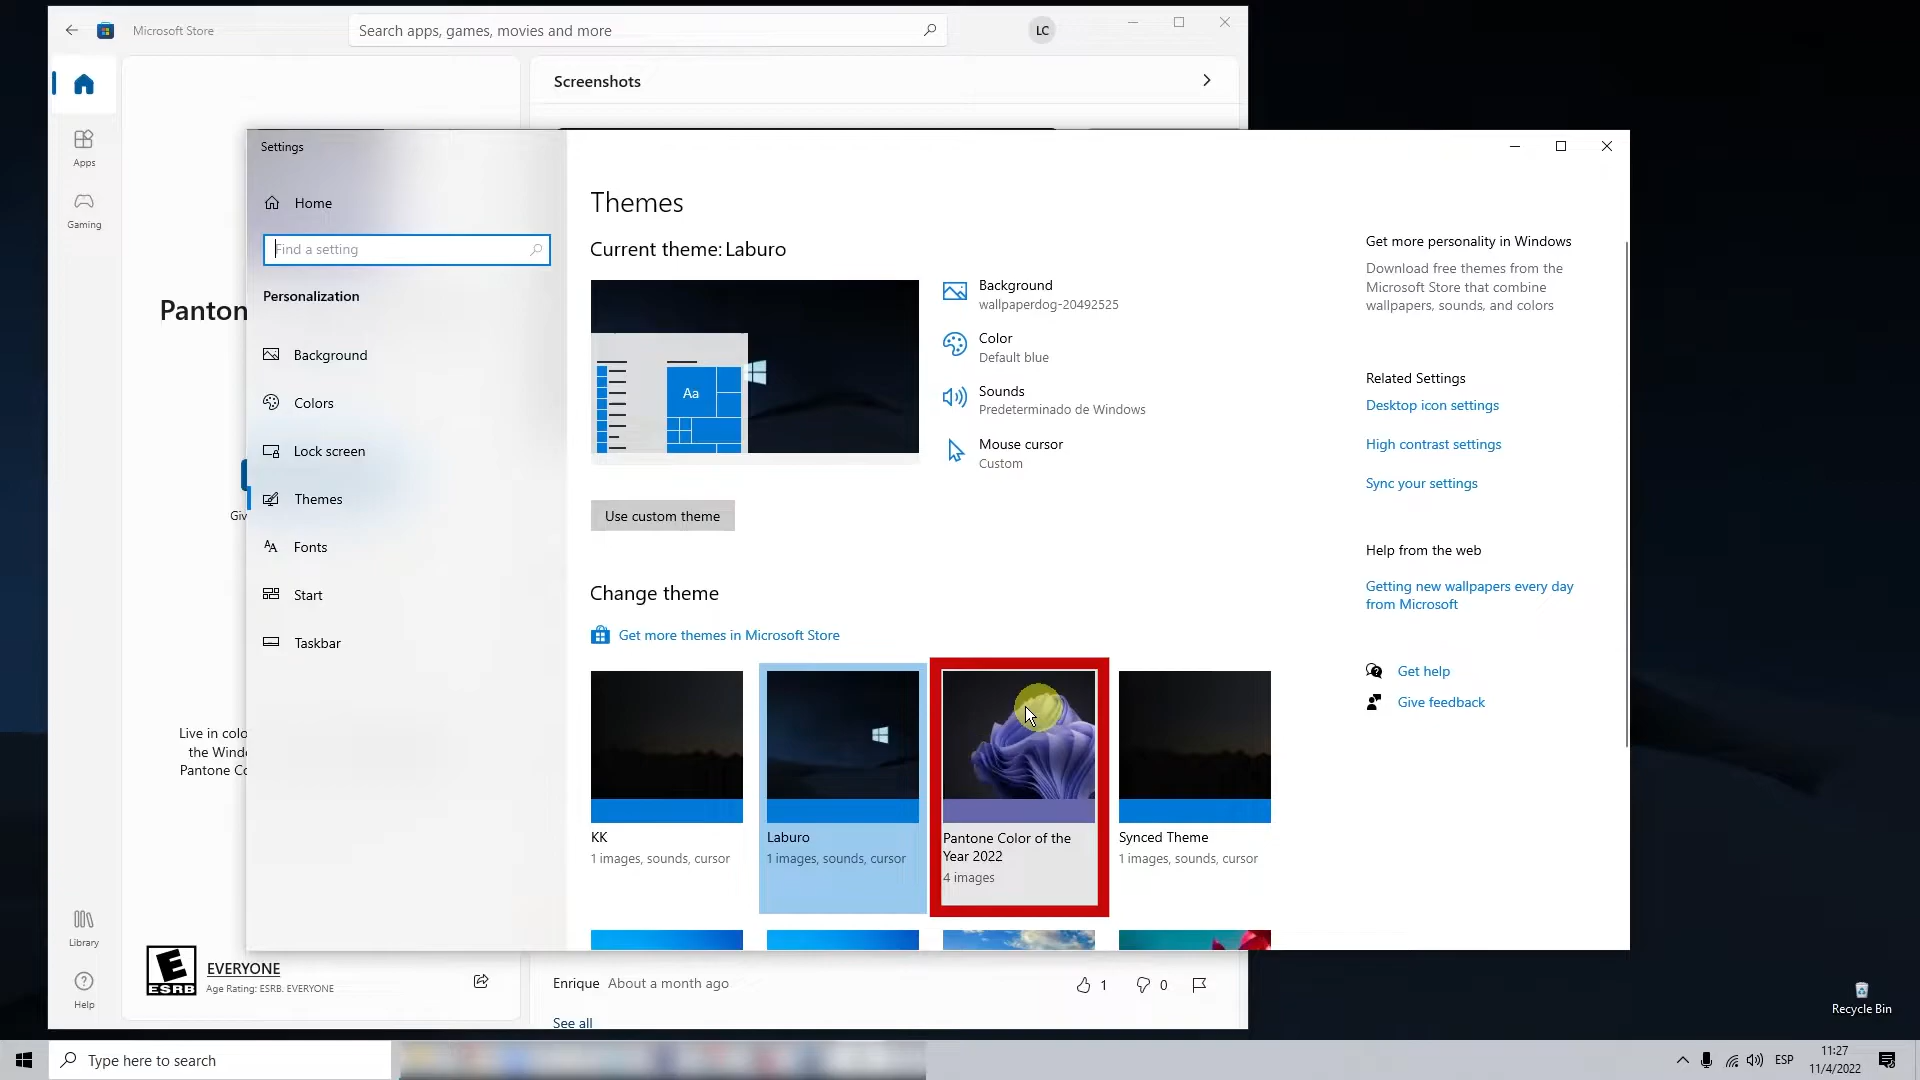 Microsoft Store
Search apps, games, movies and more
LC
Screenshots
Apps
Gaming
Settings
Home
Find a setting
Personalization
Background
Colors
Lock screen
Themes
Fonts
Start
Taskbar
Themes
Current theme: Laburo
Aa
Background
wallpaperdog-20492525
Color
Default blue
Sounds
Predeterminado de Windows
Mouse cursor
Custom
Use custom theme
Change theme
Get more themes in Microsoft Store
KK
1 images, sounds, cursor
Laburo
1 images, sounds, cursor
Pantone Color of the
Year 2022
4 images
Synced Theme
1 images, sounds, cursor
Get more personality in Windows
Download free themes from the
Microsoft Store that combine
wallpapers, sounds, and colors
Related Settings
Desktop icon settings
High contrast settings
Sync your settings
Help from the web
Getting new wallpapers every day
from Microsoft
Get help
Give feedback
Panton
Giv
Live in colo
the Wind
Pantone Co
Library
Help
E
ESRB
EVERYONE
Age Rating: ESRB. EVERYONE
Enrique About a month ago
1
0
See all
Recycle Bin
Type here to search
ESP
11:27
11/4/2022